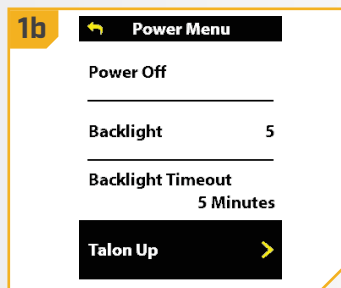 1b
Power Menu
Power Off
Backlight 5
Backlight Timeout
5 Minutes
Talon Up